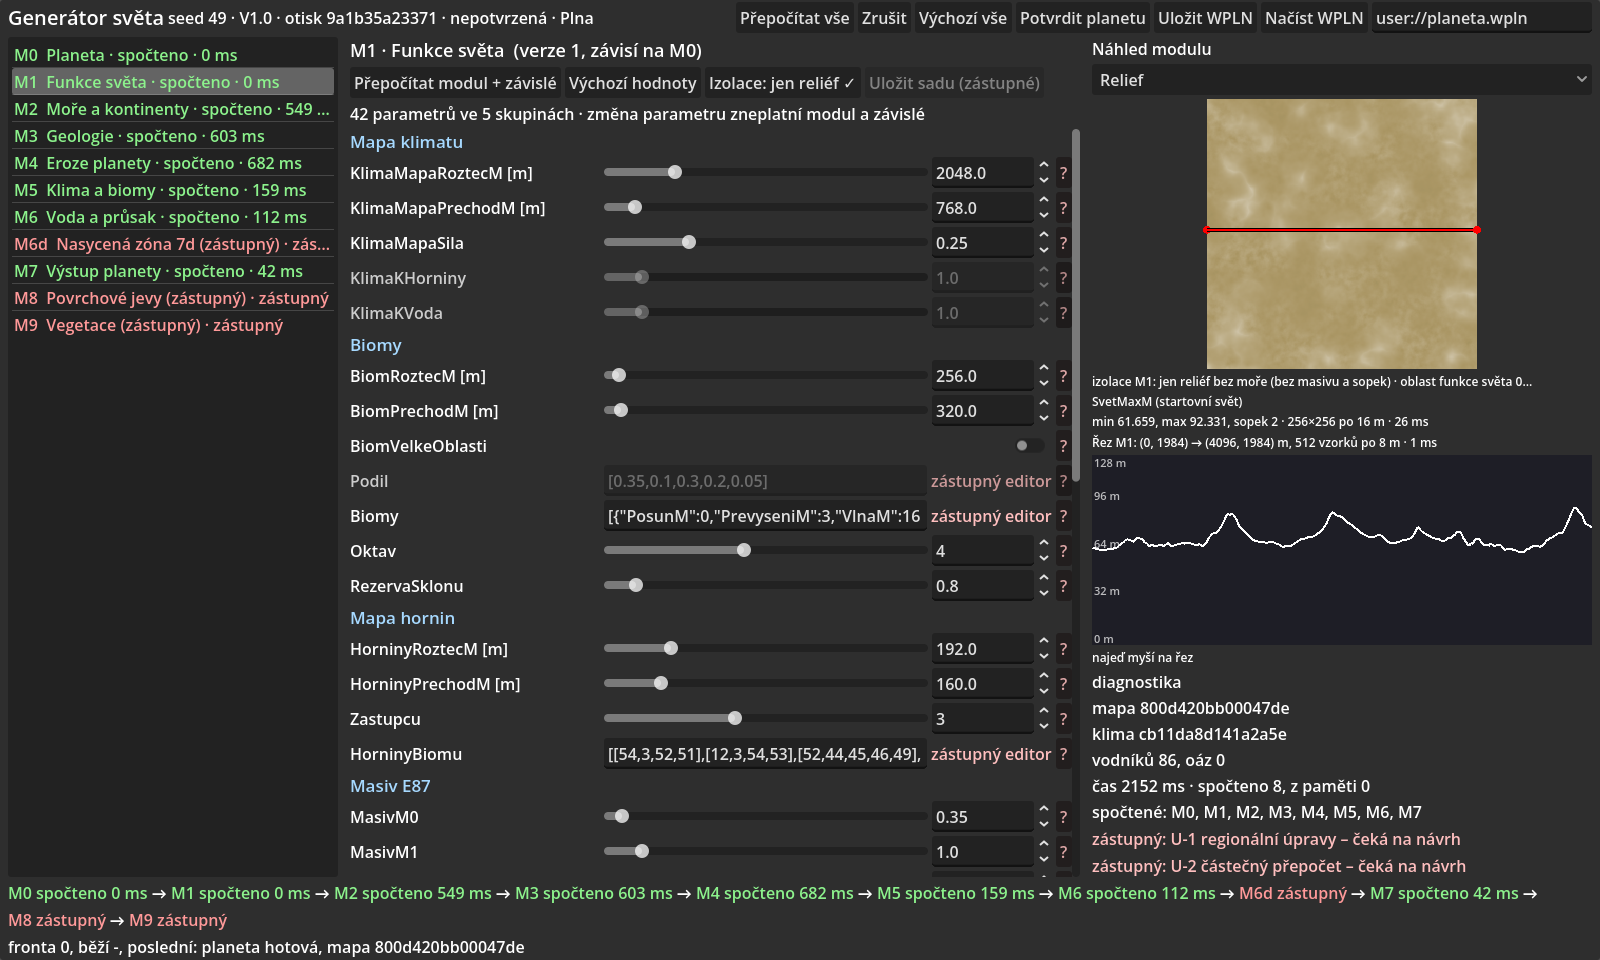 Generátor světa seed 49 · V1.0 · otisk 9a1b35a23371 · nepotvrzená · Plna
Přepočítat vše Zrušit Výchozí vše Potvrdit planetu Uložit WPLN Načíst WPLN user://planeta.wpln
M0 Planeta · spočteno · 0 ms
M1 Funkce světa · spočteno · 0 ms
M2 Moře a kontinenty · spočteno · 549 ...
M3 Geologie · spočteno · 603 ms
M4 Eroze planety · spočteno · 682 ms
M5 Klima a biomy · spočteno · 159 ms
M6 Voda a průsak · spočteno · 112 ms
M6d Nasycená zóna 7d (zástupný) · zás...
M7 Výstup planety · spočteno · 42 ms
M8 Povrchové jevy (zástupný) · zástupný
M9 Vegetace (zástupný) · zástupný
M1 · Funkce světa (verze 1, závisí na M0)
Přepočítat modul + závislé Výchozí hodnoty Izolace: jen reliéf ✓ Uložit sadu (zástupné)
42 parametrů ve 5 skupinách · změna parametru zneplatní modul a závislé
Mapa klimatu
KlimaMapaRoztecM [m] 2048.0 ?
KlimaMapaPrechodM [m] 768.0 ?
KlimaMapaSila 0.25 ?
KlimaKHorniny 1.0 ?
KlimaKVoda 1.0 ?
Biomy
BiomRoztecM [m] 256.0 ?
BiomPrechodM [m] 320.0 ?
BiomVelkeOblasti ?
Podil [0.35,0.1,0.3,0.2,0.05] zástupný editor ?
Biomy [{"PosunM":0,"PrevyseniM":3,"VlnaM":16 zástupný editor ?
Oktav 4 ?
RezervaSklonu 0.8 ?
Mapa hornin
HorninyRoztecM [m] 192.0 ?
HorninyPrechodM [m] 160.0 ?
Zastupcu 3 ?
HorninyBiomu [[54,3,52,51],[12,3,54,53],[52,44,45,46,49], zástupný editor ?
Masiv E87
MasivM0 0.35 ?
MasivM1 1.0 ?
Náhled modulu
Relief
izolace M1: jen reliéf bez moře (bez masivu a sopek) · oblast funkce světa 0...
SvetMaxM (startovní svět)
min 61.659, max 92.331, sopek 2 · 256×256 po 16 m · 26 ms
Řez M1: (0, 1984) → (4096, 1984) m, 512 vzorků po 8 m · 1 ms
128 m
96 m
64 m
32 m
0 m
najeď myší na řez
diagnostika
mapa 800d420bb00047de
klima cb11da8d141a2a5e
vodníků 86, oáz 0
čas 2152 ms · spočteno 8, z paměti 0
spočtené: M0, M1, M2, M3, M4, M5, M6, M7
zástupný: U-1 regionální úpravy – čeká na návrh
zástupný: U-2 částečný přepočet – čeká na návrh
M0 spočteno 0 ms → M1 spočteno 0 ms → M2 spočteno 549 ms → M3 spočteno 603 ms → M4 spočteno 682 ms → M5 spočteno 159 ms → M6 spočteno 112 ms → M6d zástupný → M7 spočteno 42 ms →
M8 zástupný → M9 zástupný
fronta 0, běží -, poslední: planeta hotová, mapa 800d420bb00047de